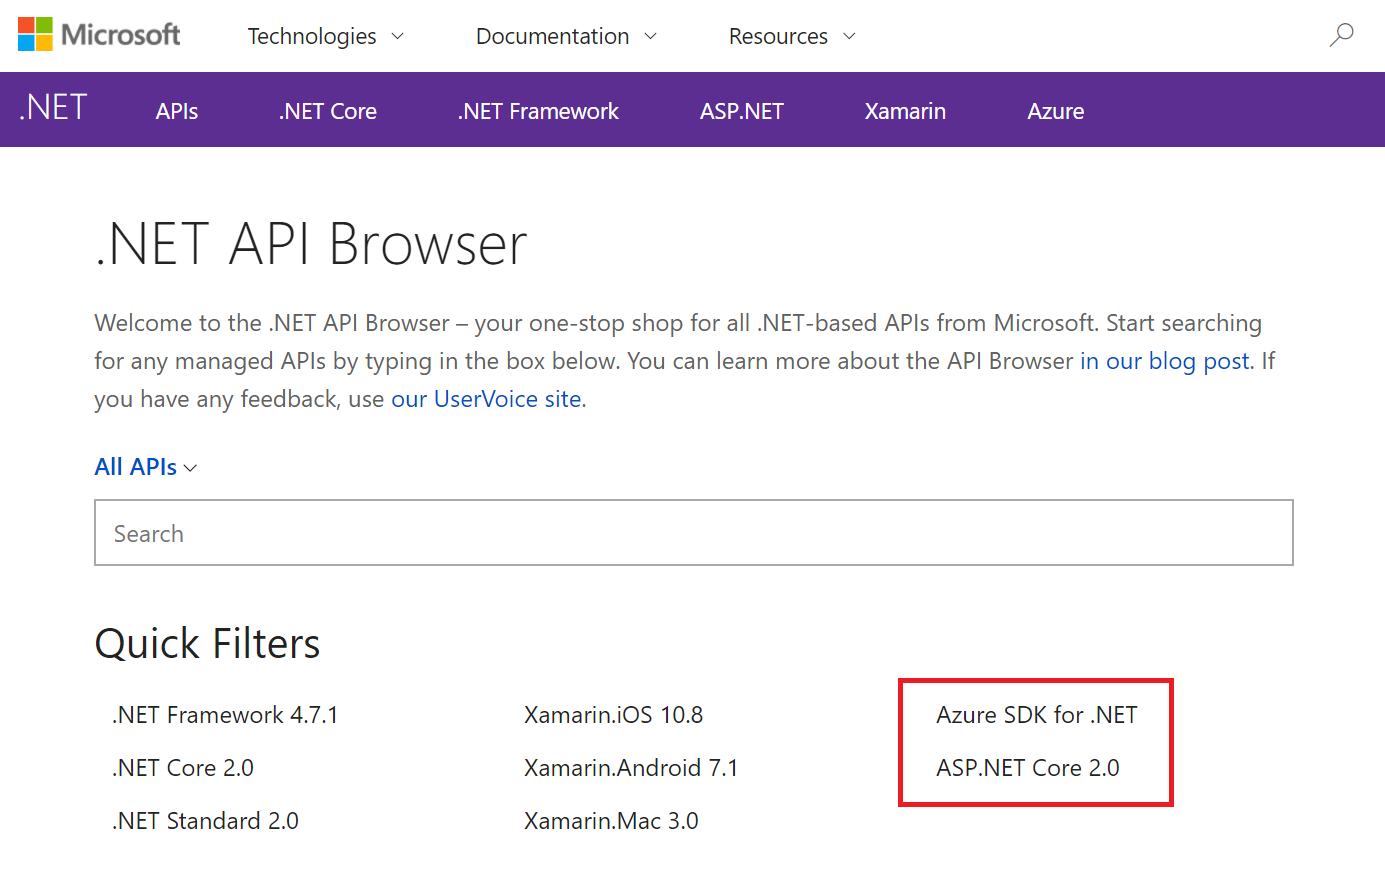 Microsoft
Technologies
Documentation
Resources
.NET
APIs
.NET Core
.NET Framework
ASP.NET
Xamarin
Azure
.NET API Browser
Welcome to the .NET API Browser – your one-stop shop for all .NET-based APIs from Microsoft. Start searching
for any managed APIs by typing in the box below. You can learn more about the API Browser in our blog post. If
you have any feedback, use our UserVoice site.
All APIs
Search
Quick Filters
.NET Framework 4.7.1
.NET Core 2.0
.NET Standard 2.0
Xamarin.iOS 10.8
Xamarin.Android 7.1
Xamarin.Mac 3.0
Azure SDK for .NET
ASP.NET Core 2.0